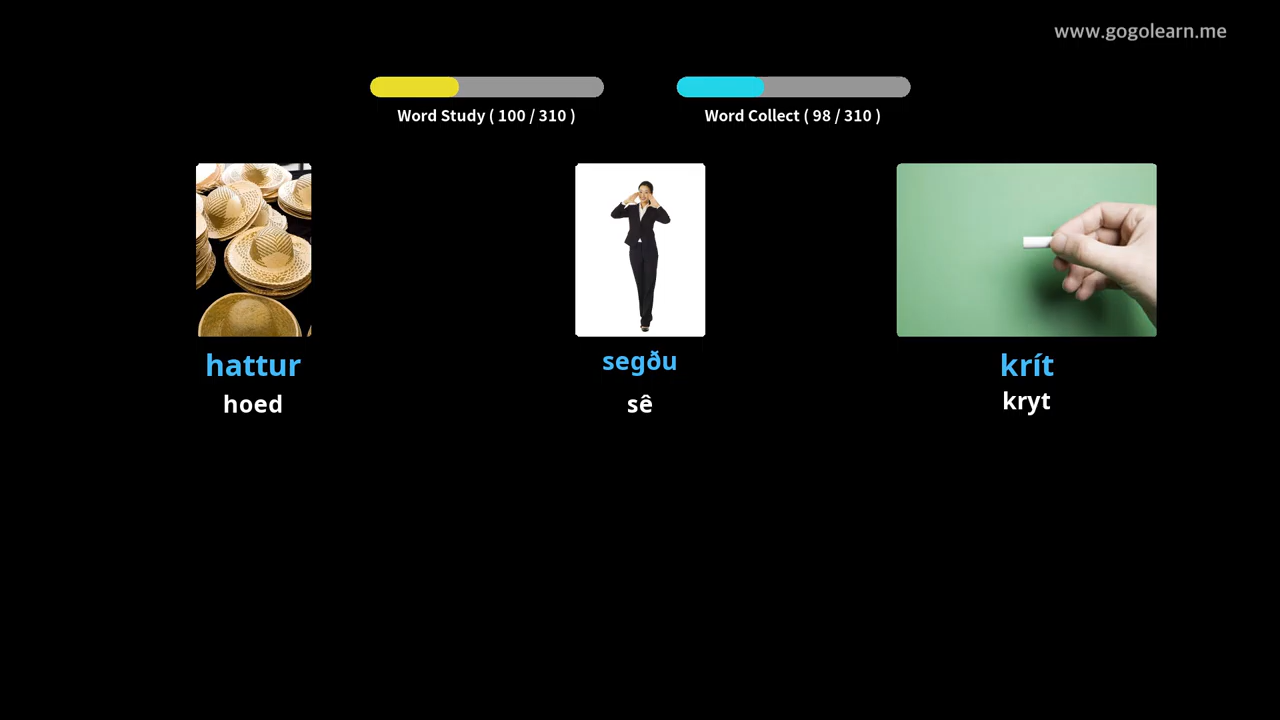 www.gogolearn.me
Word Study ( 100 / 310 )
Word Collect ( 98 / 310 )
hattur
hoed
segðu
sê
krít
kryt